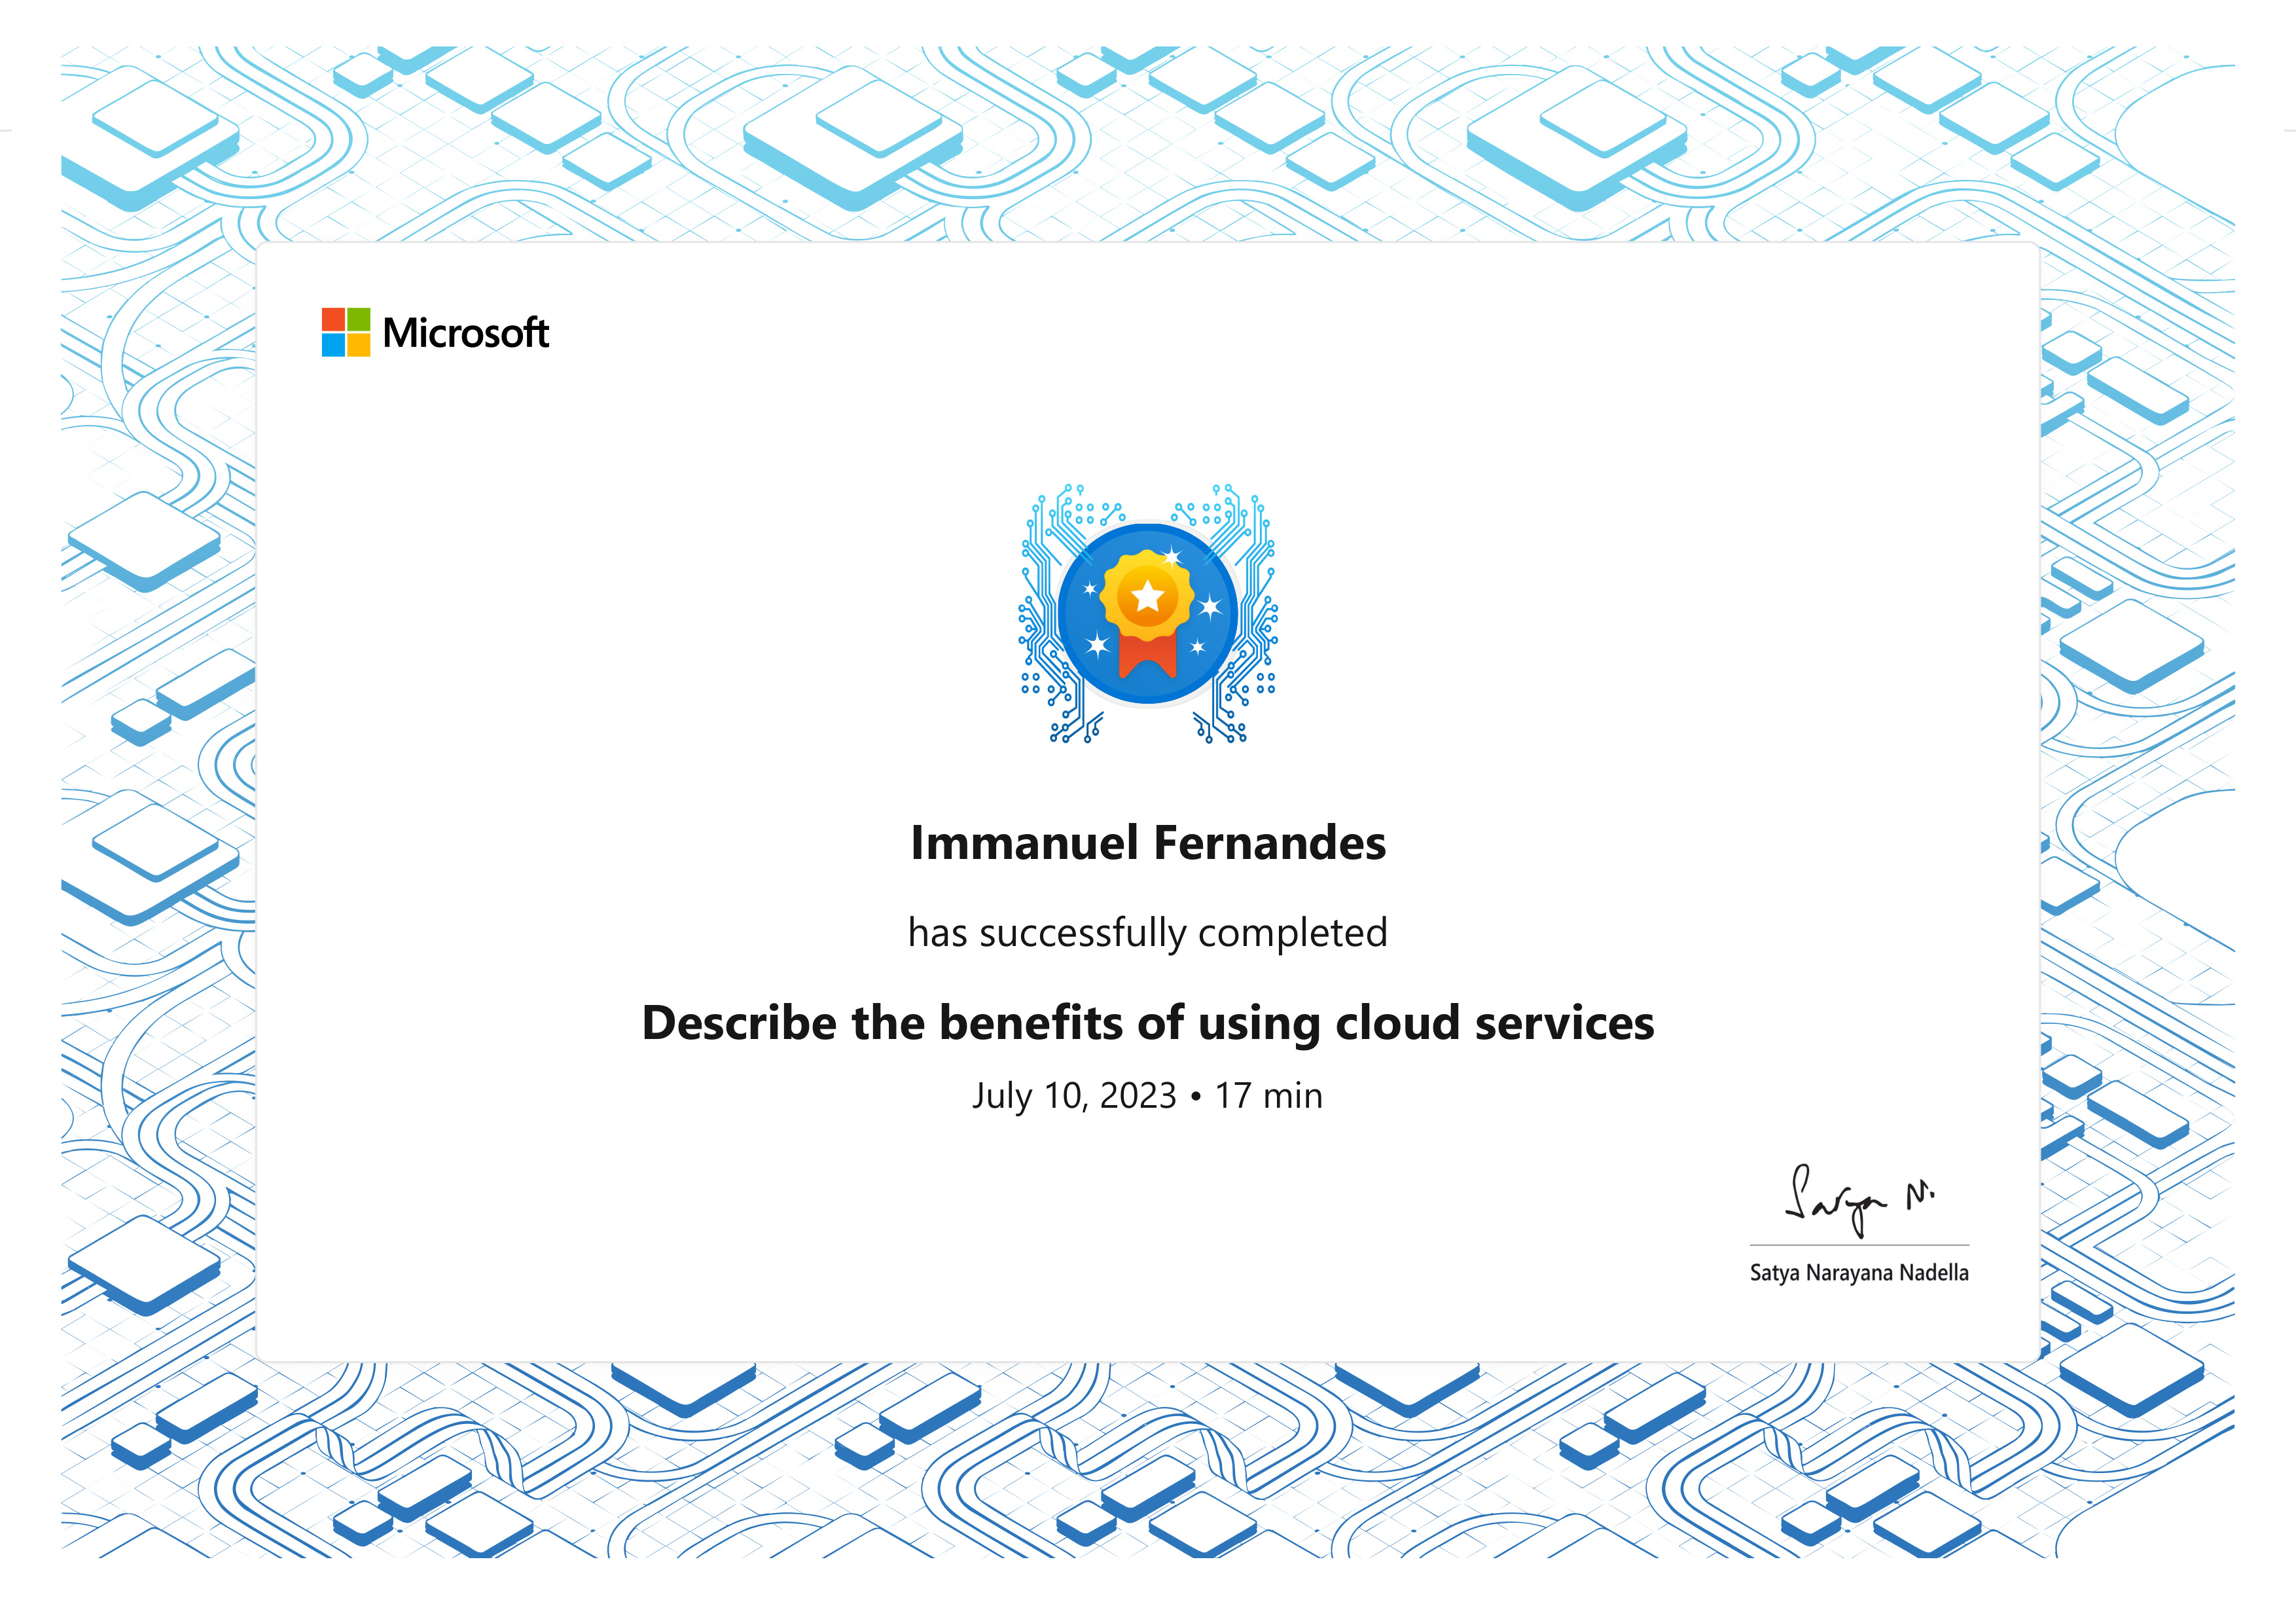 Microsoft
Immanuel Fernandes
has successfully completed
Describe the benefits of using cloud services
July 10, 2023 • 17 min
Satya N.
Satya Narayana Nadella